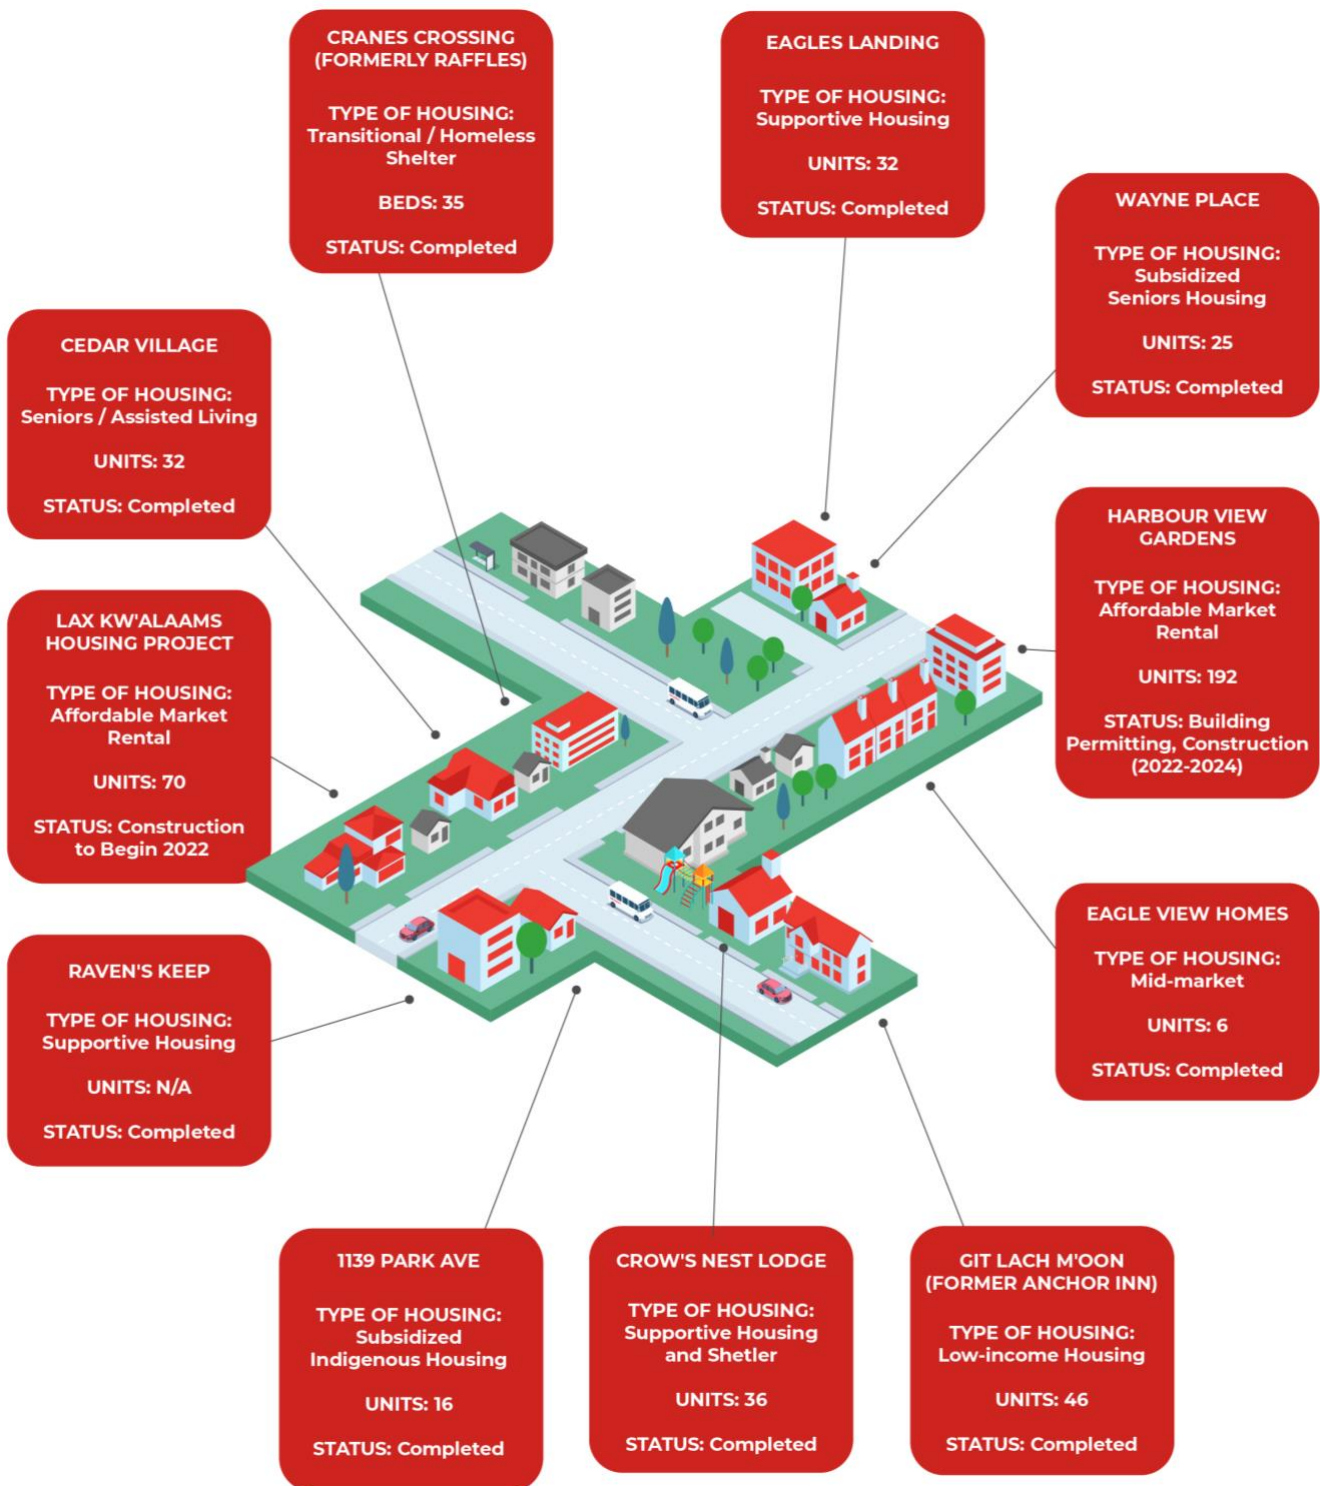 CRANES CROSSING
(FORMERLY RAFFLES)
TYPE OF HOUSING:
Transitional / Homeless
Shelter
BEDS: 35
STATUS: Completed
EAGLES LANDING
TYPE OF HOUSING:
Supportive Housing
UNITS: 32
STATUS: Completed
WAYNE PLACE
TYPE OF HOUSING:
Subsidized
Seniors Housing
UNITS: 25
STATUS: Completed
CEDAR VILLAGE
TYPE OF HOUSING:
Seniors / Assisted Living
UNITS: 32
STATUS: Completed
HARBOUR VIEW
GARDENS
TYPE OF HOUSING:
Affordable Market
Rental
UNITS: 192
STATUS: Building
Permitting, Construction
(2022-2024)
LAX KW'ALAAMS
HOUSING PROJECT
TYPE OF HOUSING:
Affordable Market
Rental
UNITS: 70
STATUS: Construction
to Begin 2022
EAGLE VIEW HOMES
TYPE OF HOUSING:
Mid-market
UNITS: 6
STATUS: Completed
RAVEN'S KEEP
TYPE OF HOUSING:
Supportive Housing
UNITS: N/A
STATUS: Completed
1139 PARK AVE
TYPE OF HOUSING:
Subsidized
Indigenous Housing
UNITS: 16
STATUS: Completed
CROW'S NEST LODGE
TYPE OF HOUSING:
Supportive Housing
and Shetler
UNITS: 36
STATUS: Completed
GIT LACH M'OON
(FORMER ANCHOR INN)
TYPE OF HOUSING:
Low-income Housing
UNITS: 46
STATUS: Completed